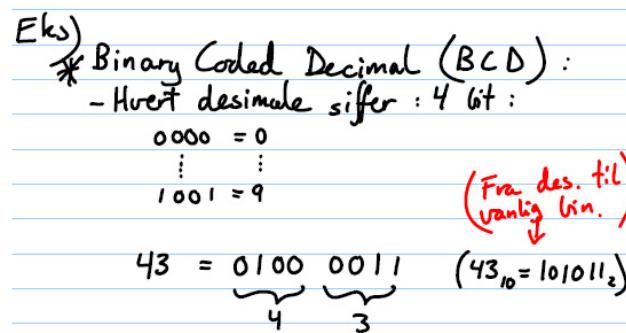 Eks)
* Binary Coded Decimal (BCD) :
- Hvert desimale siffer : 4 bit :
0000 = 0
⋮ ⋮
1001 = 9
(Fra des. til
vanlig bin.)
43 = 0100 0011 (43₁₀ = 101011₂)
4 3